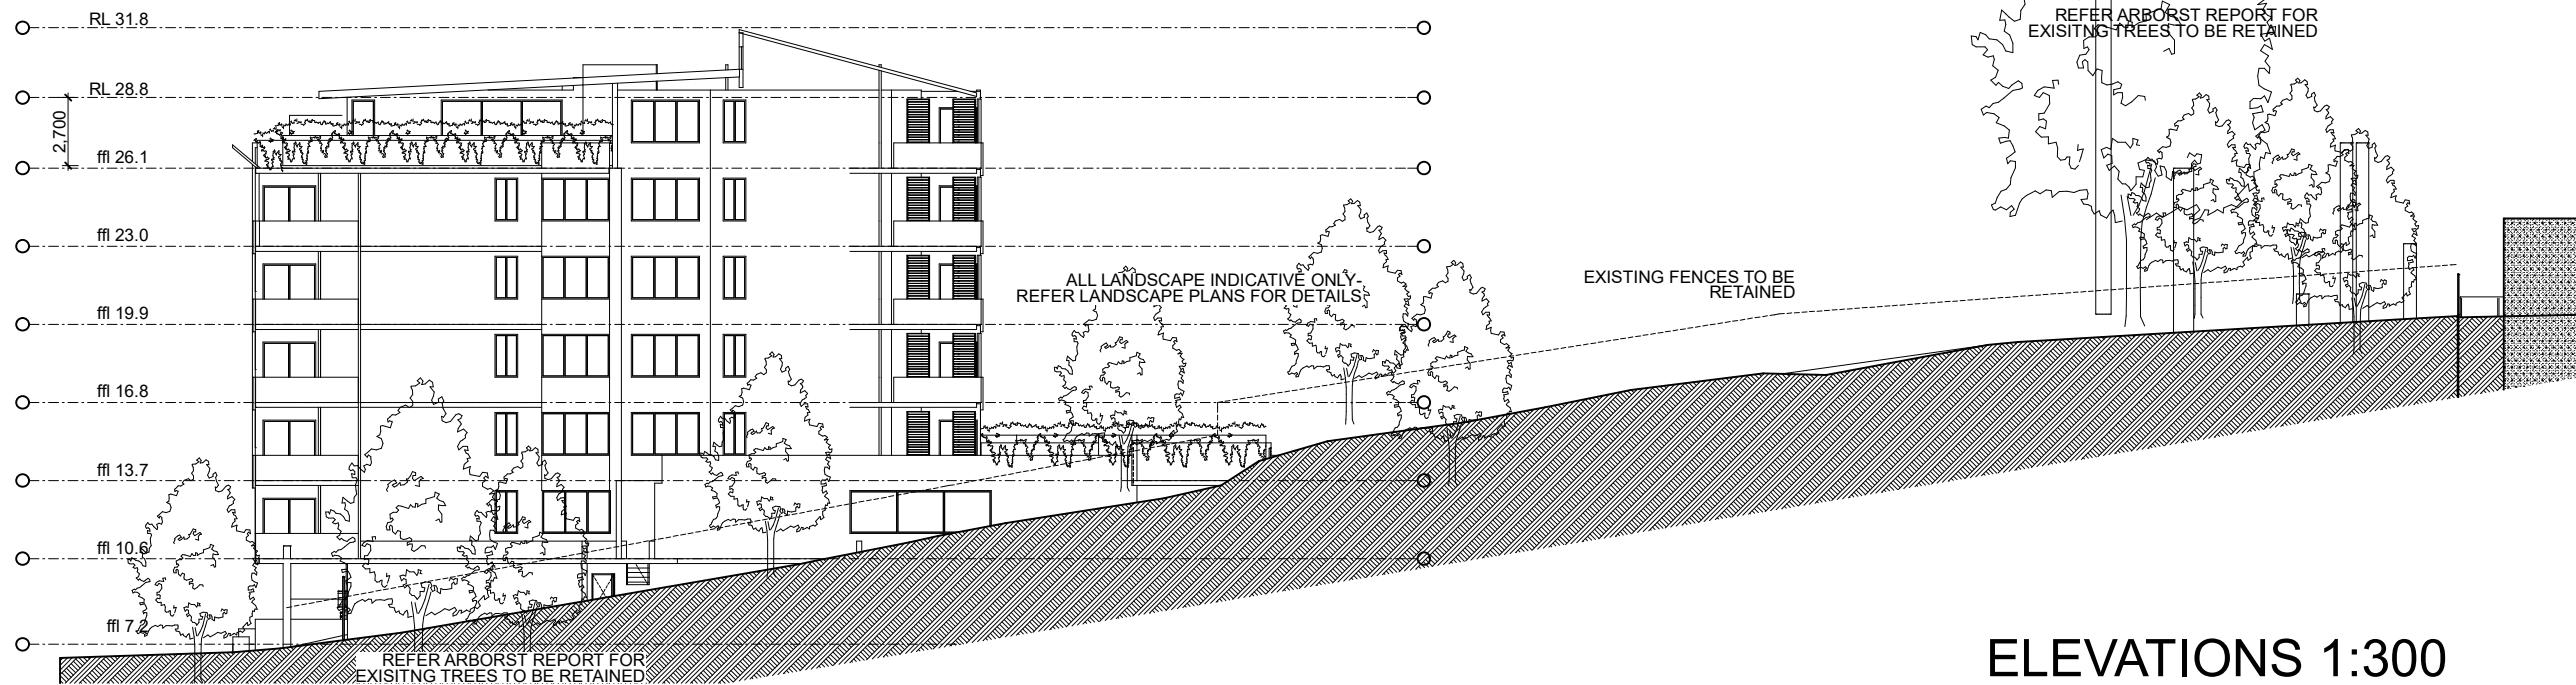 RL 31.8
REFER ARBORST REPORT FOR
EXISITNG TREES TO BE RETAINED
RL 28.8
2,700
ffl 26.1
ffl 23.0
ALL LANDSCAPE INDICATIVE ONLY-
REFER LANDSCAPE PLANS FOR DETAILS
EXISTING FENCES TO BE
RETAINED
ffl 19.9
ffl 16.8
ffl 13.7
ffl 10.6
ffl 7.2
REFER ARBORST REPORT FOR
EXISITNG TREES TO BE RETAINED
ELEVATIONS 1:300